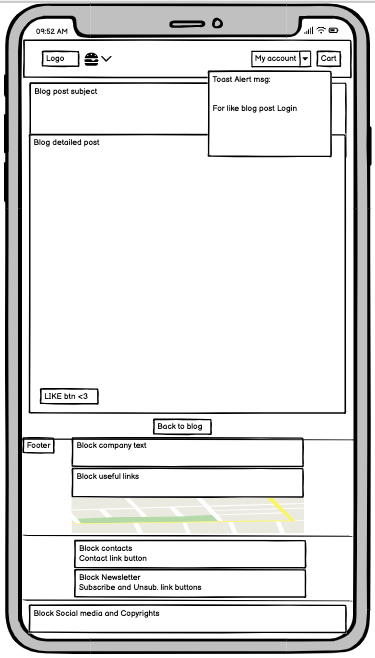 09:52 AM
Logo
My account
Cart
Toast Alert msg:
For like blog post Login
Blog post subject
Blog detailed post
LIKE btn <3
Back to blog
Footer
Block company text
Block useful links
Block contacts
Contact link button
Block Newsletter
Subscribe and Unsub. link buttons
Block Social media and Copyrights